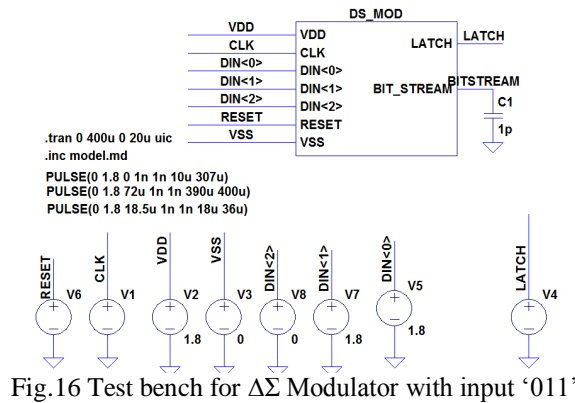 DS_MOD
VDD
VDD
CLK
CLK
DIN<0>
DIN<0>
DIN<1>
DIN<1>
DIN<2>
DIN<2>
RESET
RESET
VSS
VSS
LATCH
LATCH
BIT_STREAM
BITSTREAM
C1
1p
.tran 0 400u 0 20u uic
.inc model.md
PULSE(0 1.8 0 1n 1n 10u 307u)
PULSE(0 1.8 72u 1n 1n 390u 400u)
PULSE(0 1.8 18.5u 1n 1n 18u 36u)
RESET
V6
CLK
V1
VDD
V2
1.8
VSS
V3
0
DIN<2>
V8
0
DIN<1>
V7
1.8
DIN<0>
V5
1.8
LATCH
V4
Fig.16 Test bench for ΔΣ Modulator with input ‘011’